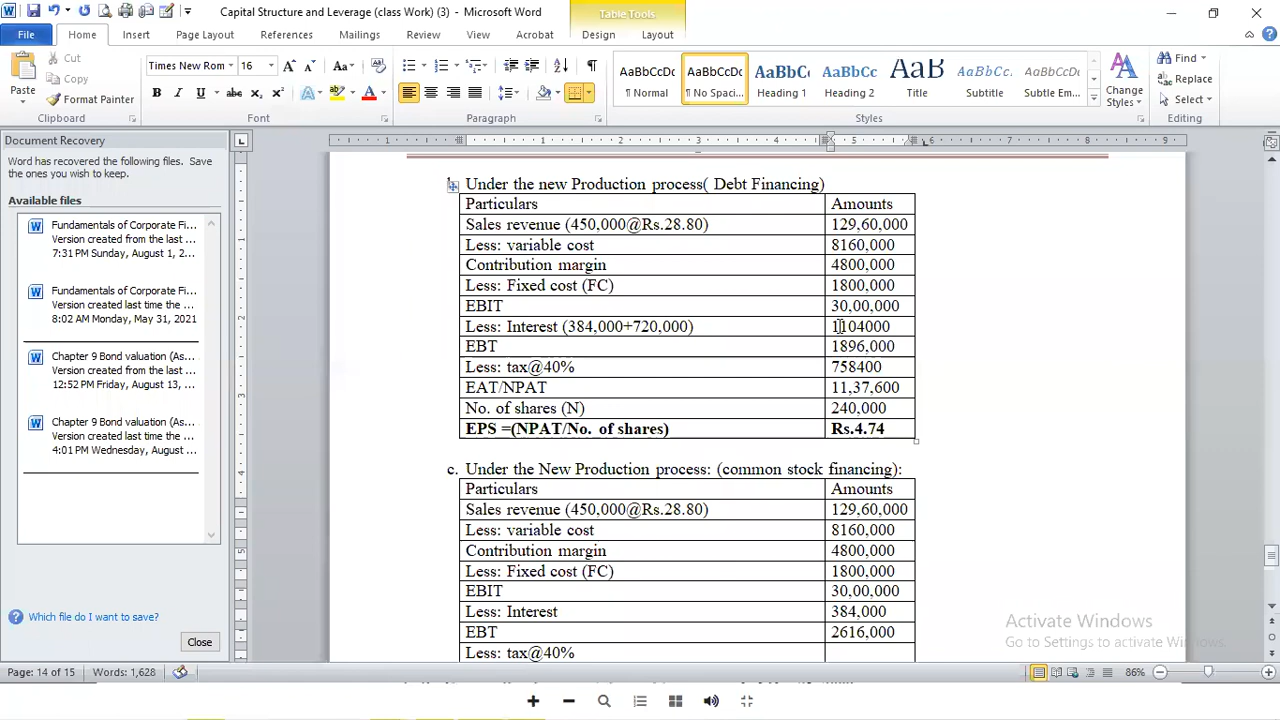 Capital Structure and Leverage (class Work) (3) - Microsoft Word
Table Tools
File Home Insert Page Layout References Mailings Review View Acrobat Design Layout
Paste Cut Copy Format Painter
Times New Rom 16
AaBbCcDc AaBbCcDc AaBbCc AaBbCc AaB AaBbCcL AaBbCcDc
¶ Normal ¶ No Spaci... Heading 1 Heading 2 Title Subtitle Subtle Em...
Change Styles
Find Replace Select
Clipboard Font Paragraph Styles Editing
Document Recovery
Word has recovered the following files. Save
the ones you wish to keep.
Available files
Fundamentals of Corporate Fi...
Version created from the last ...
7:31 PM Sunday, August 1, 2...
Fundamentals of Corporate Fi...
Version created last time the ...
8:02 AM Monday, May 31, 2021
Chapter 9 Bond valuation (As...
Version created from the last ...
12:52 PM Friday, August 13, ...
Chapter 9 Bond valuation (As...
Version created last time the ...
4:01 PM Wednesday, August ...
Which file do I want to save?
Close
Under the new Production process( Debt Financing)
Particulars Amounts
Sales revenue (450,000@Rs.28.80) 129,60,000
Less: variable cost 8160,000
Contribution margin 4800,000
Less: Fixed cost (FC) 1800,000
EBIT 30,00,000
Less: Interest (384,000+720,000) 1104000
EBT 1896,000
Less: tax@40% 758400
EAT/NPAT 11,37,600
No. of shares (N) 240,000
EPS =(NPAT/No. of shares) Rs.4.74
c. Under the New Production process: (common stock financing):
Particulars Amounts
Sales revenue (450,000@Rs.28.80) 129,60,000
Less: variable cost 8160,000
Contribution margin 4800,000
Less: Fixed cost (FC) 1800,000
EBIT 30,00,000
Less: Interest 384,000
EBT 2616,000
Less: tax@40%
Activate Windows
Go to Settings to activate Windows.
Page: 14 of 15 Words: 1,628 86%